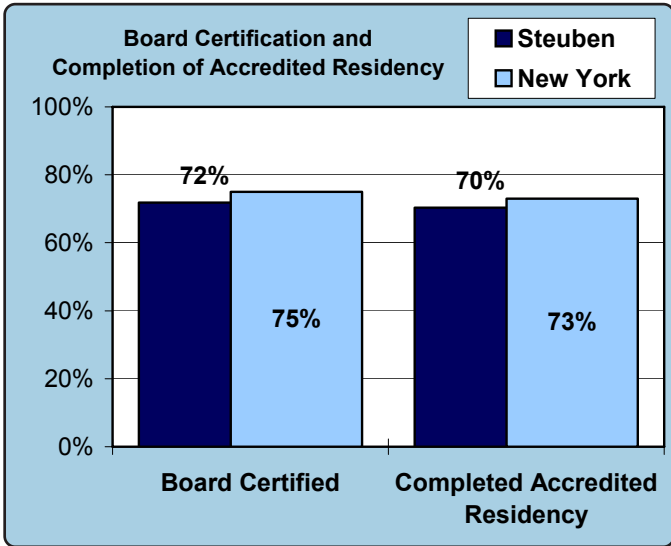 Board Certification and
Completion of Accredited Residency
Steuben
New York
100%
80%
60%
40%
20%
0%
72%
75%
70%
73%
Board Certified
Completed Accredited
Residency